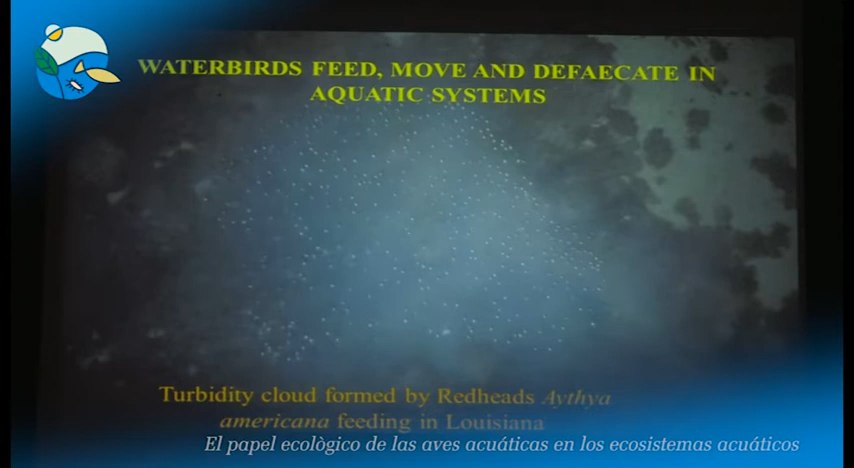 WATERBIRDS FEED, MOVE AND DEFAECATE IN
AQUATIC SYSTEMS
Turbidity cloud formed by Redheads Aythya
americana feeding in Louisiana
El papel ecològico de las aves acuáticas en los ecosistemas acuáticos